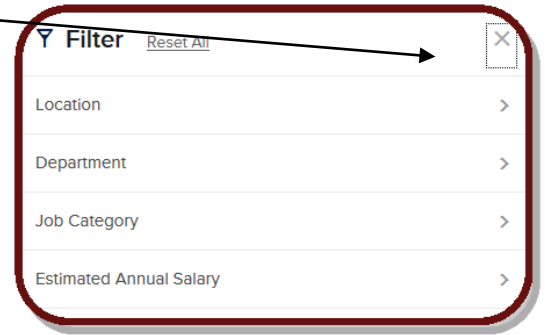 Filter Reset All
Location
Department
Job Category
Estimated Annual Salary